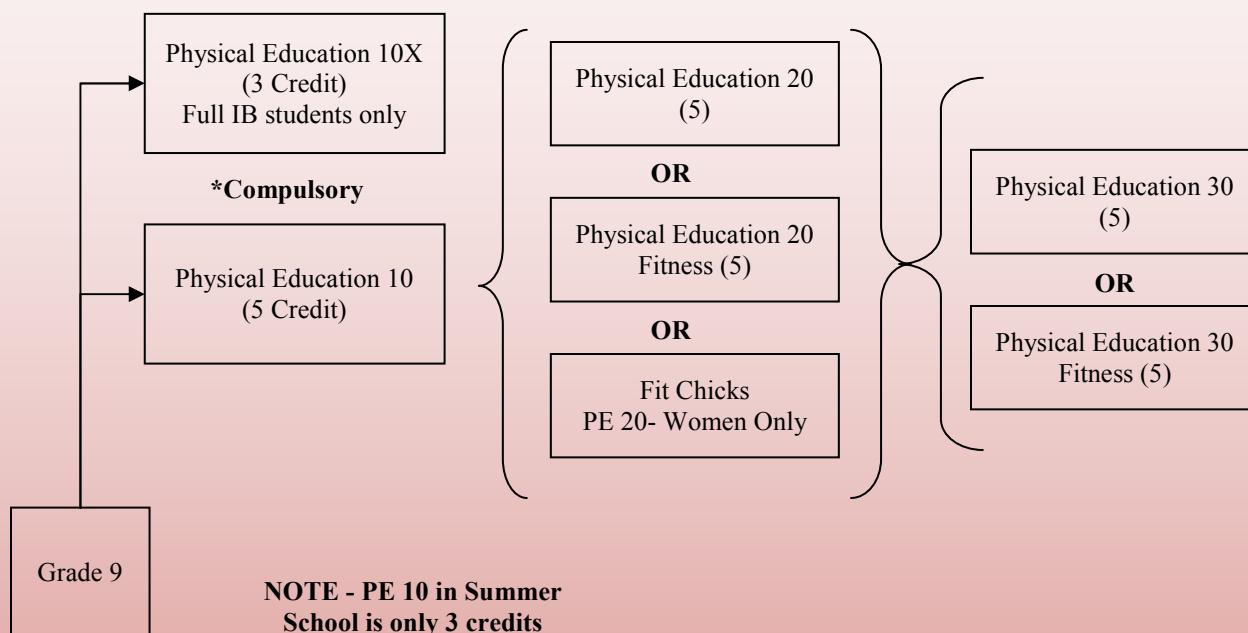 Physical Education 10X
(3 Credit)
Full IB students only
*Compulsory
Physical Education 10
(5 Credit)
Grade 9
NOTE - PE 10 in Summer
School is only 3 credits
Physical Education 20
(5)
OR
Physical Education 20
Fitness (5)
OR
Fit Chicks
PE 20- Women Only
Physical Education 30
(5)
OR
Physical Education 30
Fitness (5)